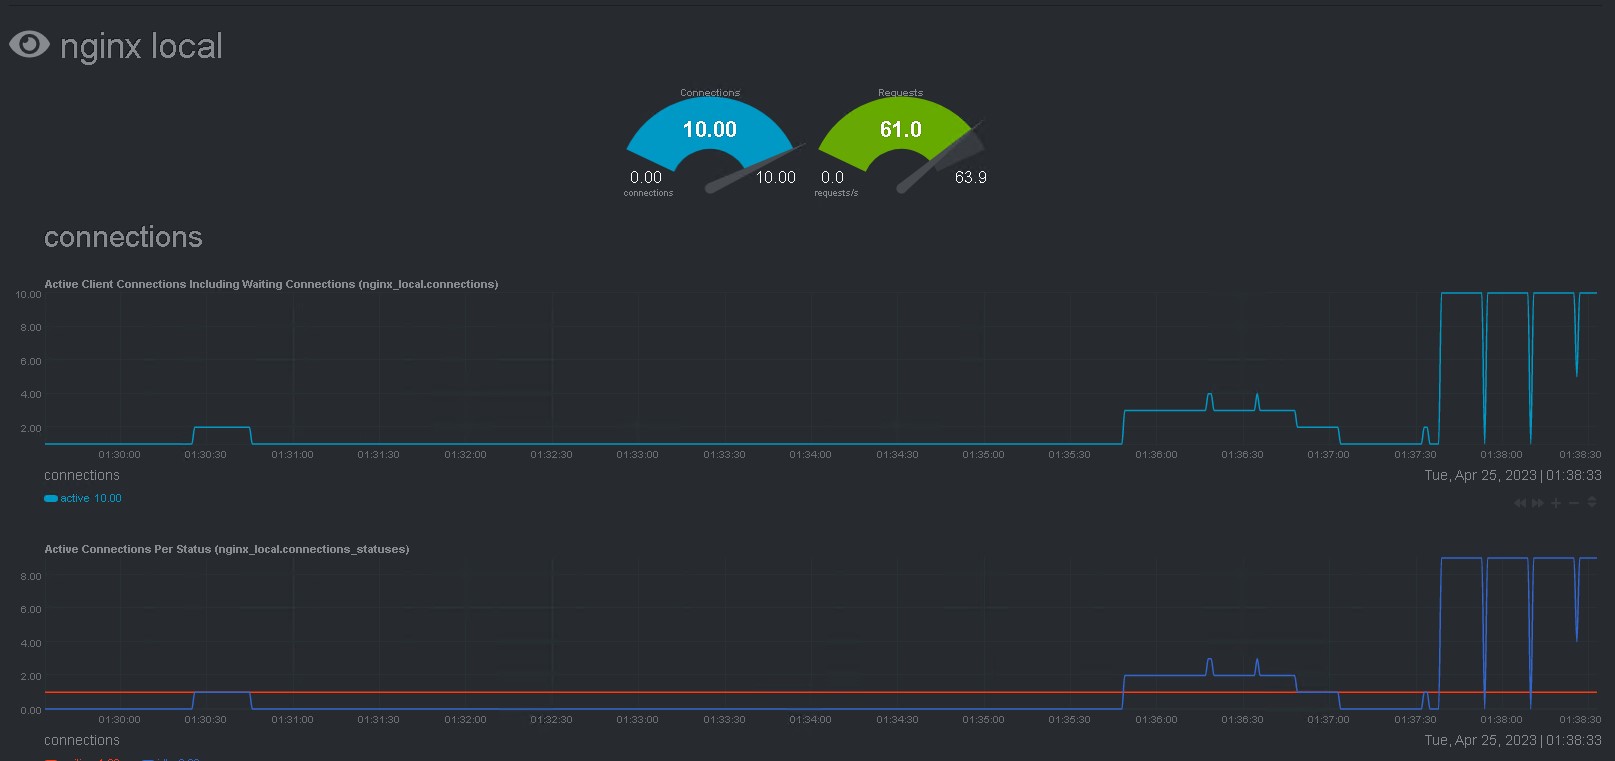 nginx local
Connections
10.00
0.00
10.00
connections
Requests
61.0
0.0
63.9
requests/s
connections
Active Client Connections Including Waiting Connections (nginx_local.connections)
10.00
8.00
6.00
4.00
2.00
01:30:00 01:30:30 01:31:00 01:31:30 01:32:00 01:32:30 01:33:00 01:33:30 01:34:00 01:34:30 01:35:00 01:35:30 01:36:00 01:36:30 01:37:00 01:37:30 01:38:00 01:38:30
connections
Tue, Apr 25, 2023 | 01:38:33
active 10.00
Active Connections Per Status (nginx_local.connections_statuses)
8.00
6.00
4.00
2.00
0.00
01:30:00 01:30:30 01:31:00 01:31:30 01:32:00 01:32:30 01:33:00 01:33:30 01:34:00 01:34:30 01:35:00 01:35:30 01:36:00 01:36:30 01:37:00 01:37:30 01:38:00 01:38:30
connections
Tue, Apr 25, 2023 | 01:38:33